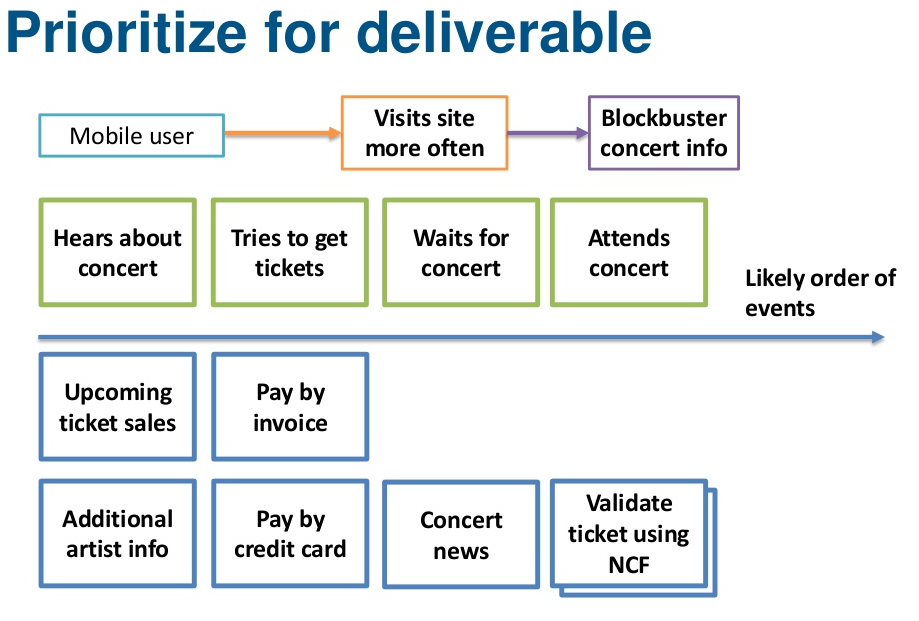 Prioritize for deliverable
Mobile user
Visits site
more often
Blockbuster
concert info
Hears about
concert
Tries to get
tickets
Waits for
concert
Attends
concert
Likely order of
events
Upcoming
ticket sales
Pay by
invoice
Additional
artist info
Pay by
credit card
Concert
news
Validate
ticket using
NCF